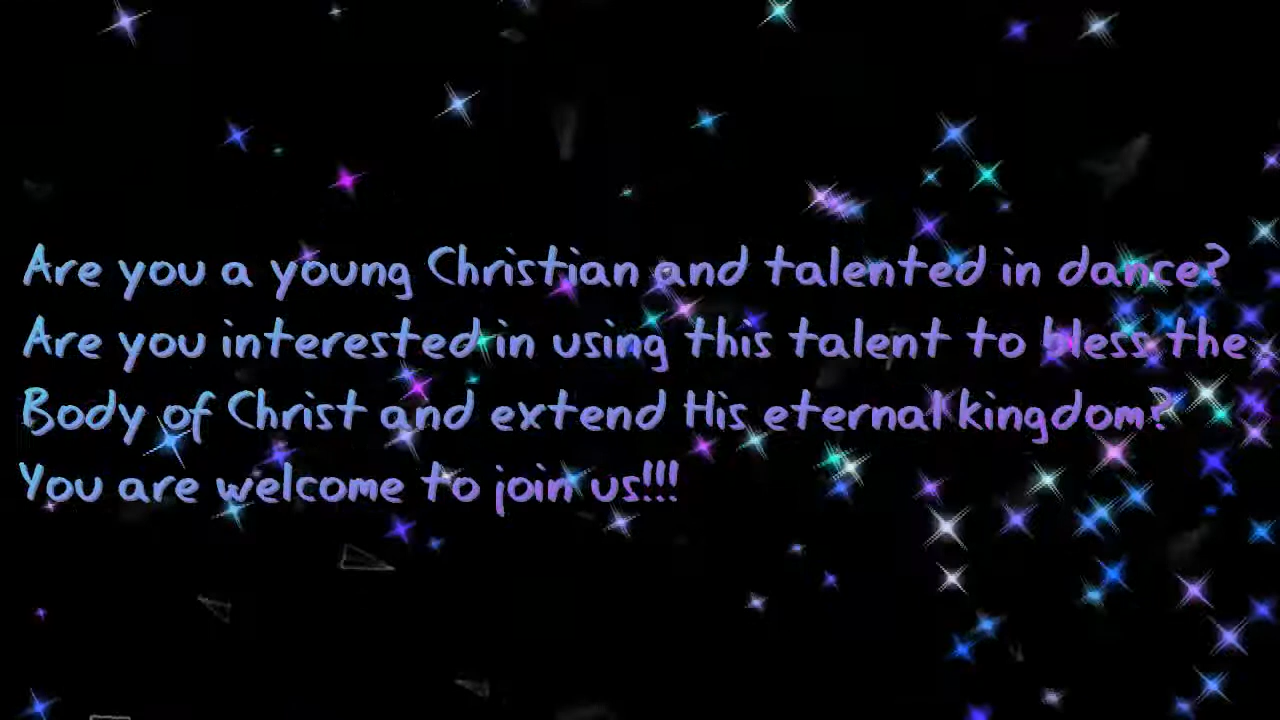 Are you a young Christian and talented in dance?
Are you interested in using this talent to bless the
Body of Christ and extend His eternal kingdom?
You are welcome to join us!!!